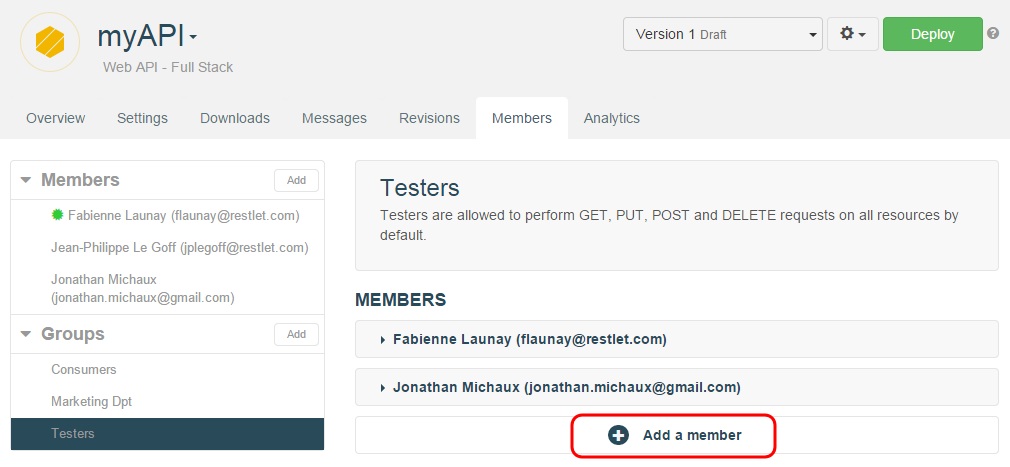 myAPI
Web API - Full Stack
Version 1 Draft
Deploy
?
Overview
Settings
Downloads
Messages
Revisions
Members
Analytics
Members
Add
Fabienne Launay (flaunay@restlet.com)
Jean-Philippe Le Goff (jplegoff@restlet.com)
Jonathan Michaux
(jonathan.michaux@gmail.com)
Groups
Add
Consumers
Marketing Dpt
Testers
Testers
Testers are allowed to perform GET, PUT, POST and DELETE requests on all resources by
default.
MEMBERS
Fabienne Launay (flaunay@restlet.com)
Jonathan Michaux (jonathan.michaux@gmail.com)
Add a member